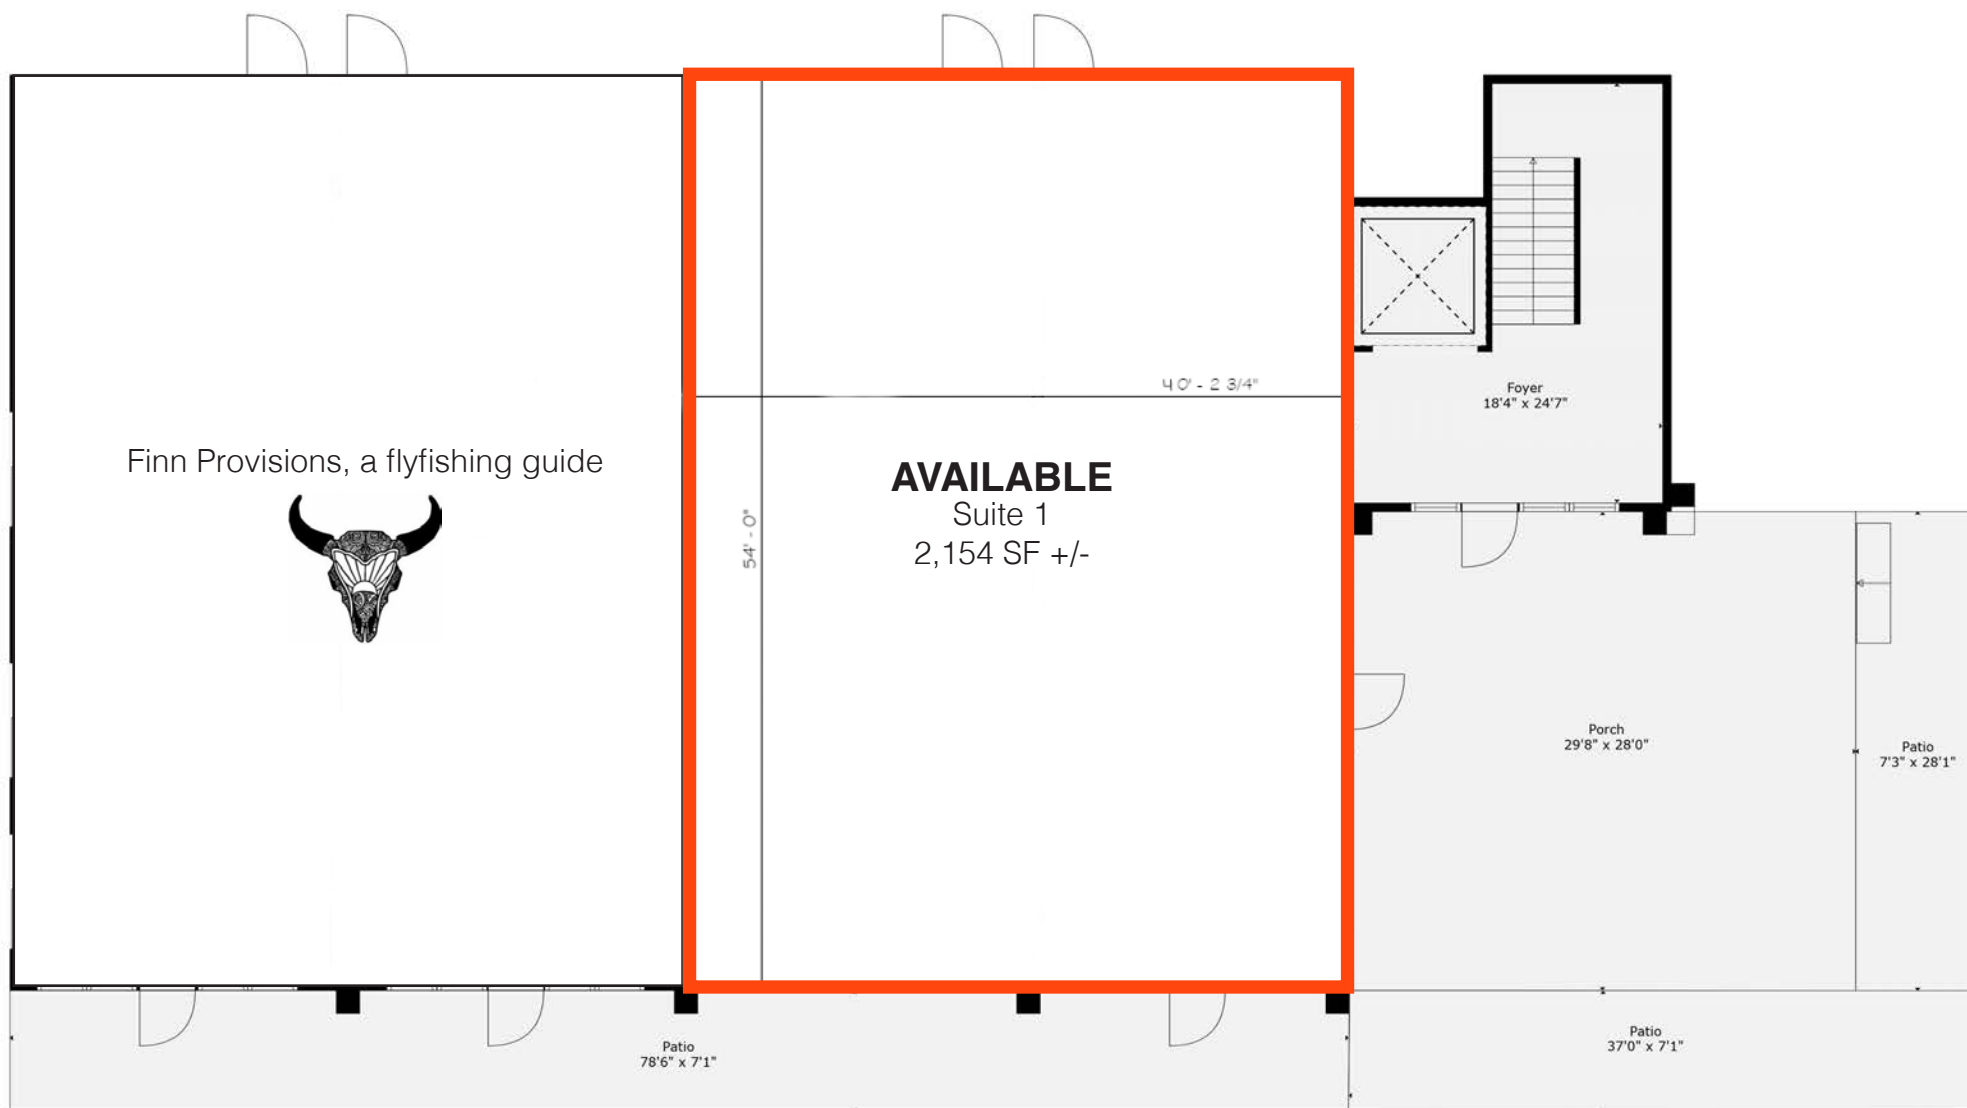 40' - 2 3/4"
Foyer
18'4" x 24'7"
Finn Provisions, a flyfishing guide
AVAILABLE
Suite 1
2,154 SF +/-
54' - 0"
Porch
29'8" x 28'0"
Patio
7'3" x 28'1"
Patio
78'6" x 7'1"
Patio
37'0" x 7'1"